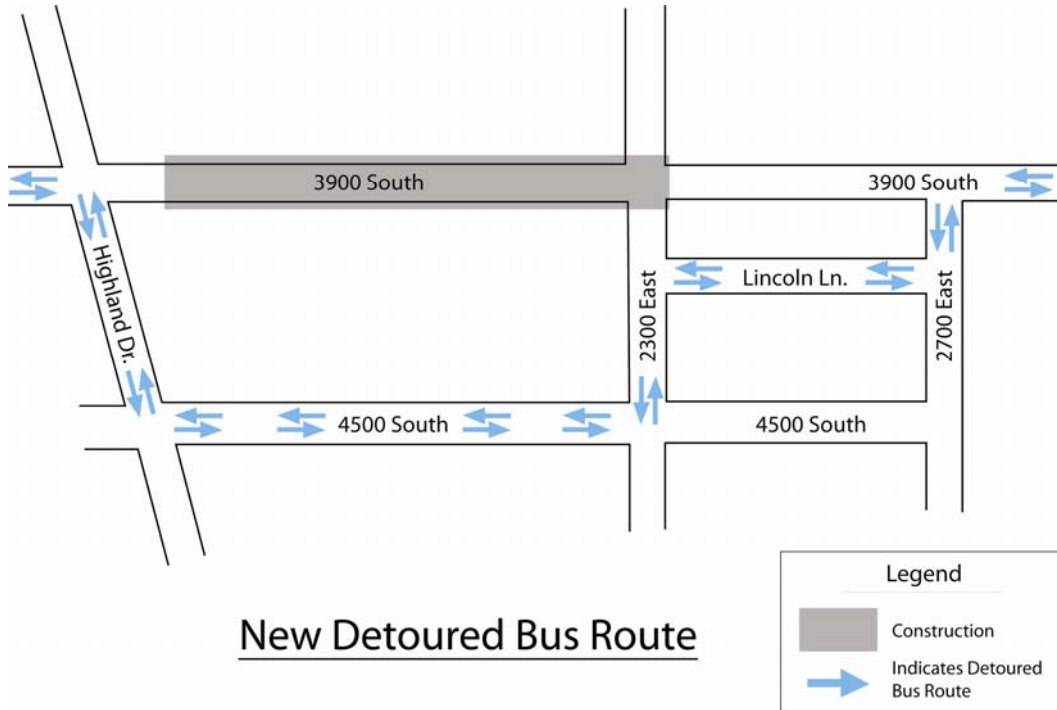 3900 South
3900 South
Highland Dr.
2300 East
Lincoln Ln.
2700 East
4500 South
4500 South
New Detoured Bus Route
Legend
Construction
Indicates Detoured
Bus Route